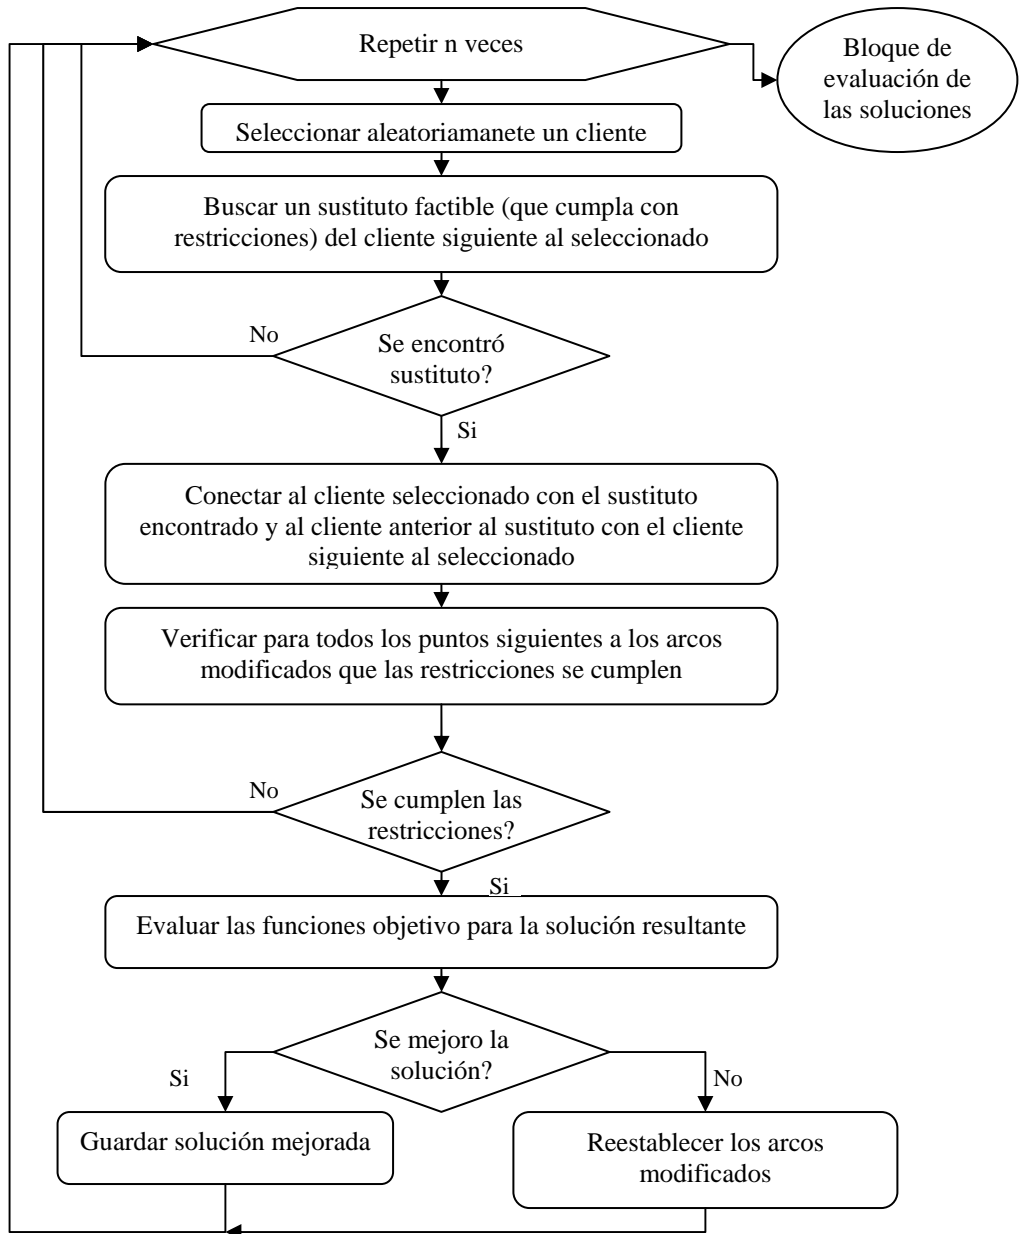 Repetir n veces
Bloque de
evaluación de
las soluciones
Seleccionar aleatoriamanete un cliente
Buscar un sustituto factible (que cumpla con
restricciones) del cliente siguiente al seleccionado
No
Se encontró
sustituto?
Si
Conectar al cliente seleccionado con el sustituto
encontrado y al cliente anterior al sustituto con el cliente
siguiente al seleccionado
Verificar para todos los puntos siguientes a los arcos
modificados que las restricciones se cumplen
No
Se cumplen las
restricciones?
Si
Evaluar las funciones objetivo para la solución resultante
Se mejoro la
solución?
Si
No
Guardar solución mejorada
Reestablecer los arcos
modificados